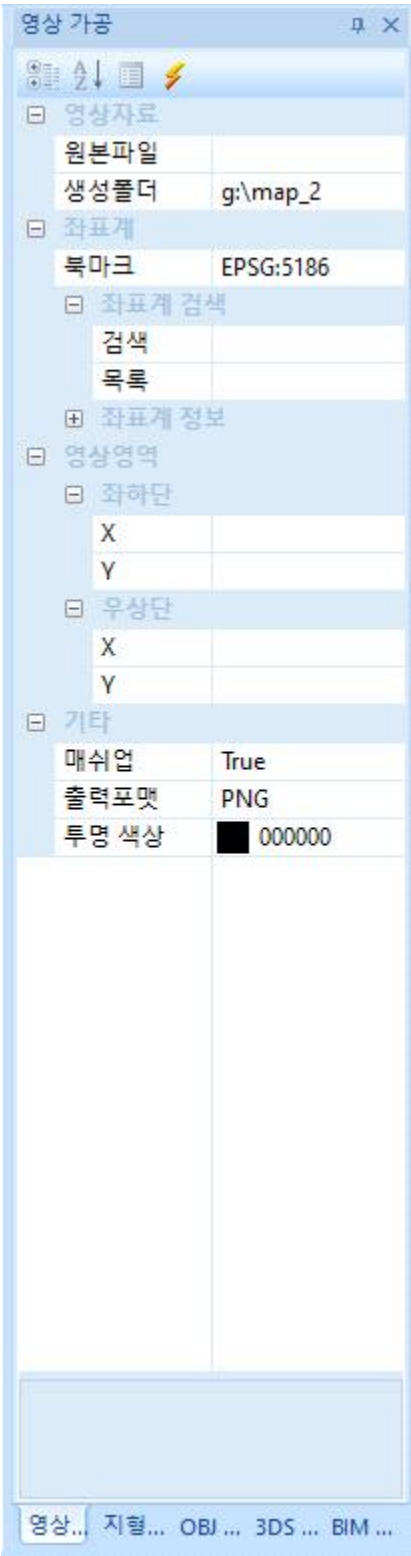 영상 가공
영상자료
원본파일
생성폴더 g:\map_2
좌표계
북마크 EPSG:5186
좌표계 검색
검색
목록
좌표계 정보
영상영역
좌하단
X
Y
우상단
X
Y
기타
매쉬업 True
출력포맷 PNG
투명 색상 000000
영상... 지형... OBJ ... 3DS ... BIM ...